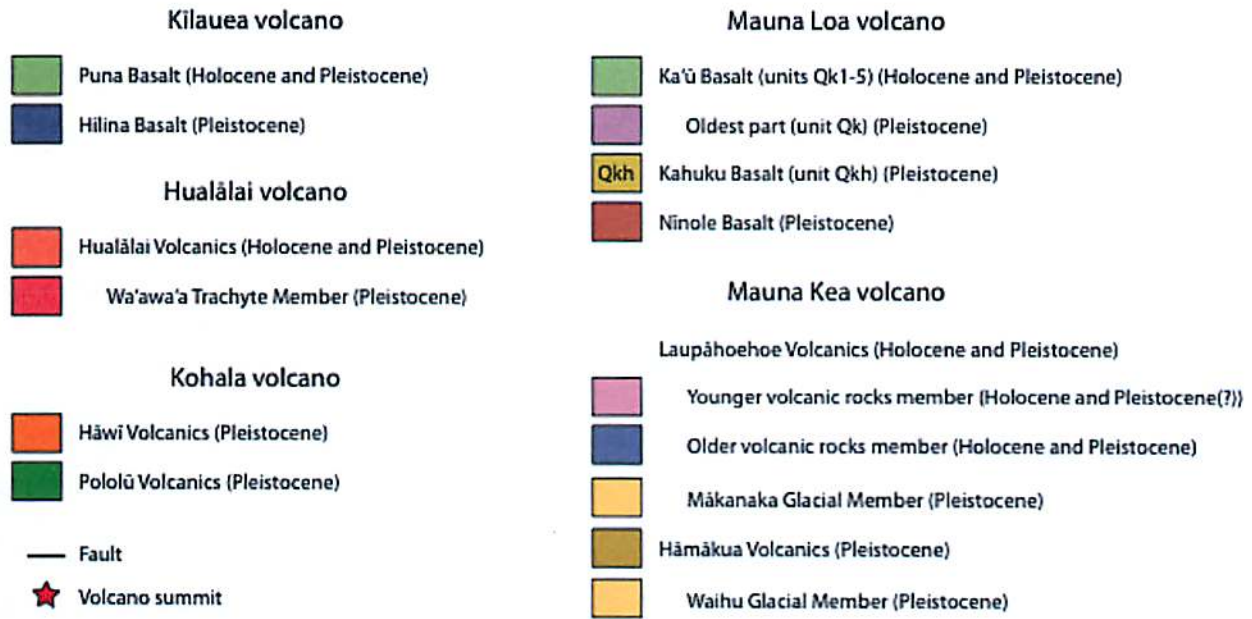 Kīlauea volcano
Puna Basalt (Holocene and Pleistocene)
Hilina Basalt (Pleistocene)
Hualālai volcano
Hualālai Volcanics (Holocene and Pleistocene)
Wa'awa'a Trachyte Member (Pleistocene)
Kohala volcano
Hāwī Volcanics (Pleistocene)
Pololū Volcanics (Pleistocene)
Fault
Volcano summit
Mauna Loa volcano
Ka'ū Basalt (units Qk1-5) (Holocene and Pleistocene)
Oldest part (unit Qk) (Pleistocene)
Qkh Kahuku Basalt (unit Qkh) (Pleistocene)
Nīnole Basalt (Pleistocene)
Mauna Kea volcano
Laupāhoehoe Volcanics (Holocene and Pleistocene)
Younger volcanic rocks member (Holocene and Pleistocene(?))
Older volcanic rocks member (Holocene and Pleistocene)
Mākanaka Glacial Member (Pleistocene)
Hāmākua Volcanics (Pleistocene)
Waihu Glacial Member (Pleistocene)